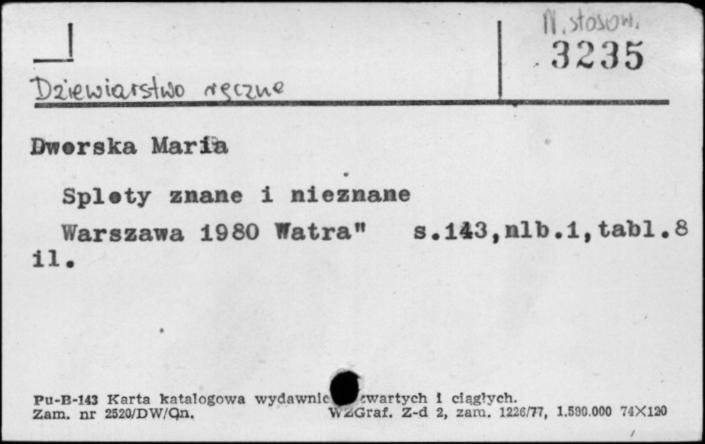 N. stosow.
3235
Dziewiarstwo ręczne
Dworska Maria
Sploty znane i nieznane
Warszawa 1980 Watra" s.143,nlb.1,tabl.8
il.
Pu-B-143 Karta katalogowa wydawnic zwartych i ciągłych.
Zam. nr 2520/DW/Qn. WZGraf. Z-d 2, zam. 1226/77, 1.590.000 74X120